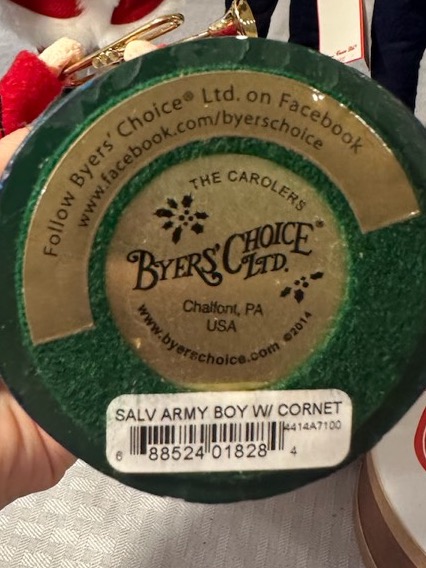 Follow Byers' Choice® Ltd. on Facebook
www.facebook.com/byerschoice
THE CAROLERS
BYERS' CHOICE®
LTD.
Chalfont, PA
USA
www.byerschoice.com ©2014
SALV ARMY BOY W/ CORNET
4414A7100
6 88524 01828 4